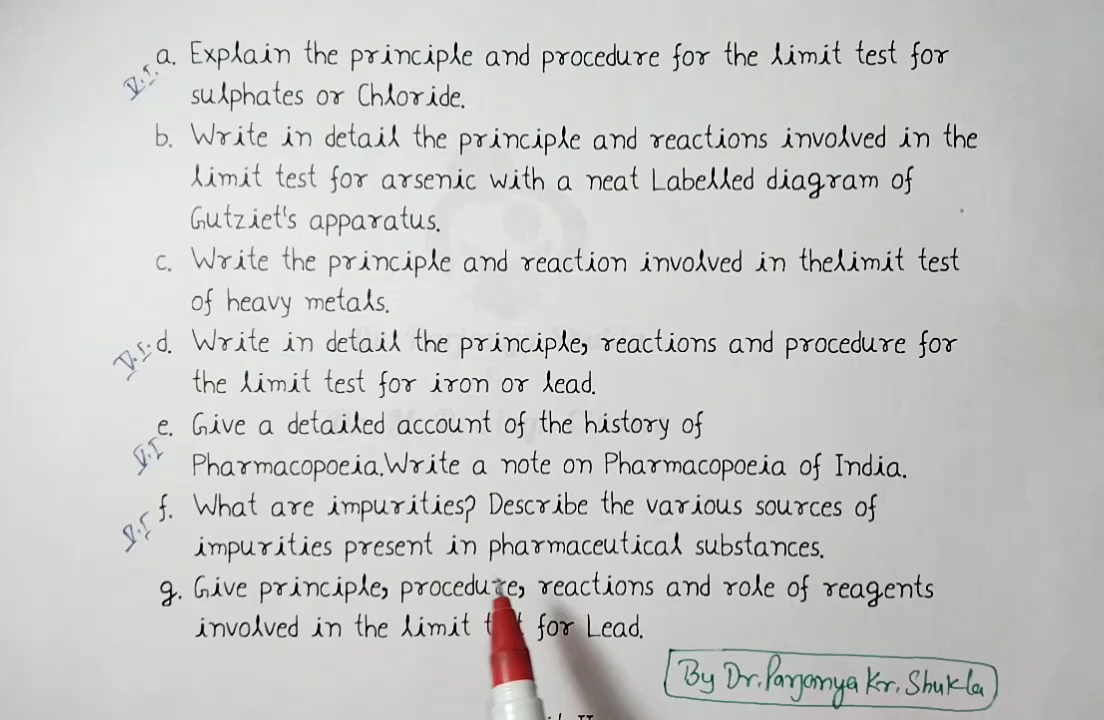 a. Explain the principle and procedure for the limit test for
V.I.
sulphates or Chloride.
b. Write in detail the principle and reactions involved in the
limit test for arsenic with a neat Labelled diagram of
Gutziet's apparatus.
c. Write the principle and reaction involved in thelimit test
of heavy metals.
V.I. d. Write in detail the principle, reactions and procedure for
the limit test for iron or lead.
e. Give a detailed account of the history of
V.I
Pharmacopoeia.Write a note on Pharmacopoeia of India.
f. What are impurities? Describe the various sources of
V.I
impurities present in pharmaceutical substances.
g. Give principle, procedure, reactions and role of reagents
involved in the limit for Lead.
By Dr. Parjanya Kr. Shukla